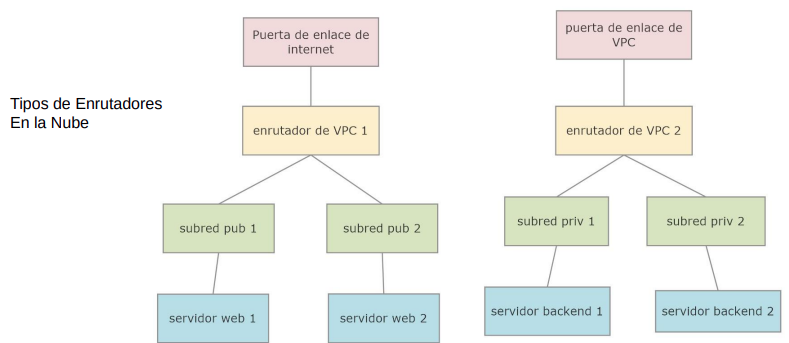 Tipos de Enrutadores
En la Nube
Puerta de enlace de
internet
puerta de enlace de
VPC
enrutador de VPC 1
enrutador de VPC 2
subred pub 1
subred pub 2
subred priv 1
subred priv 2
servidor web 1
servidor web 2
servidor backend 1
servidor backend 2